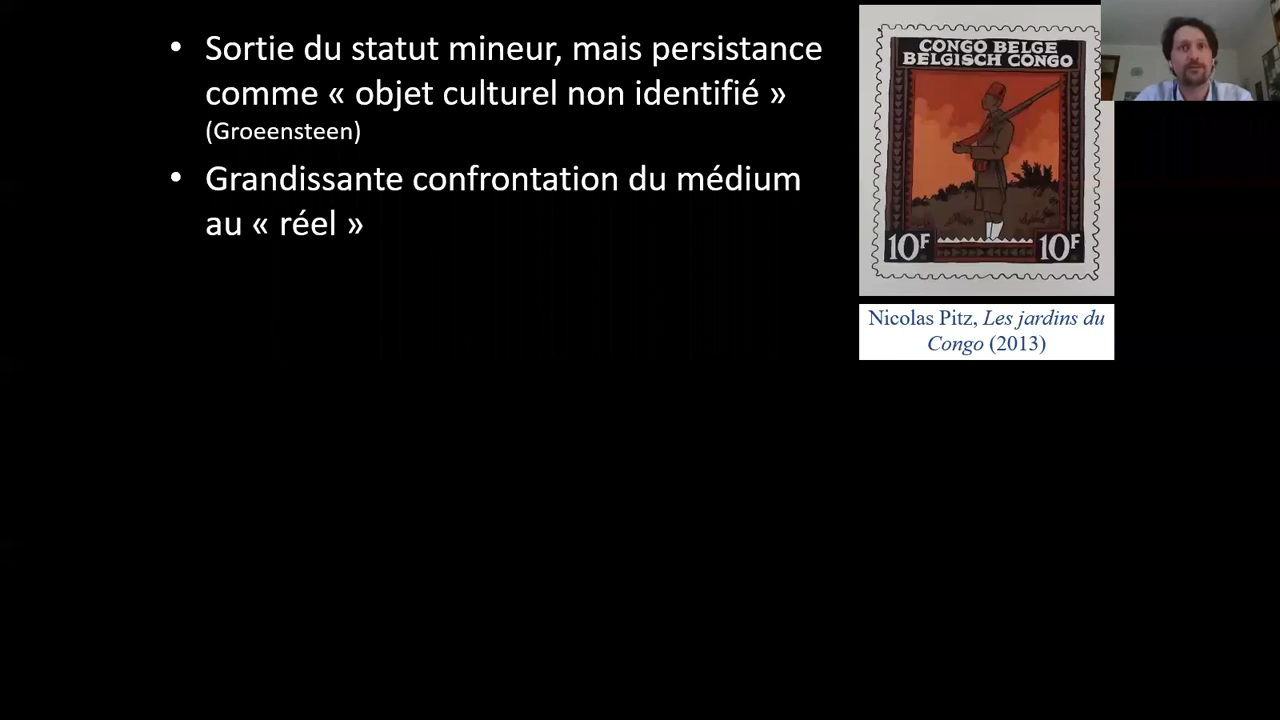 • Sortie du statut mineur, mais persistance
comme « objet culturel non identifié »
(Groeensteen)
• Grandissante confrontation du médium
au « réel »
CONGO BELGE
BELGISCH CONGO
10F 10F
Nicolas Pitz, Les jardins du
Congo (2013)